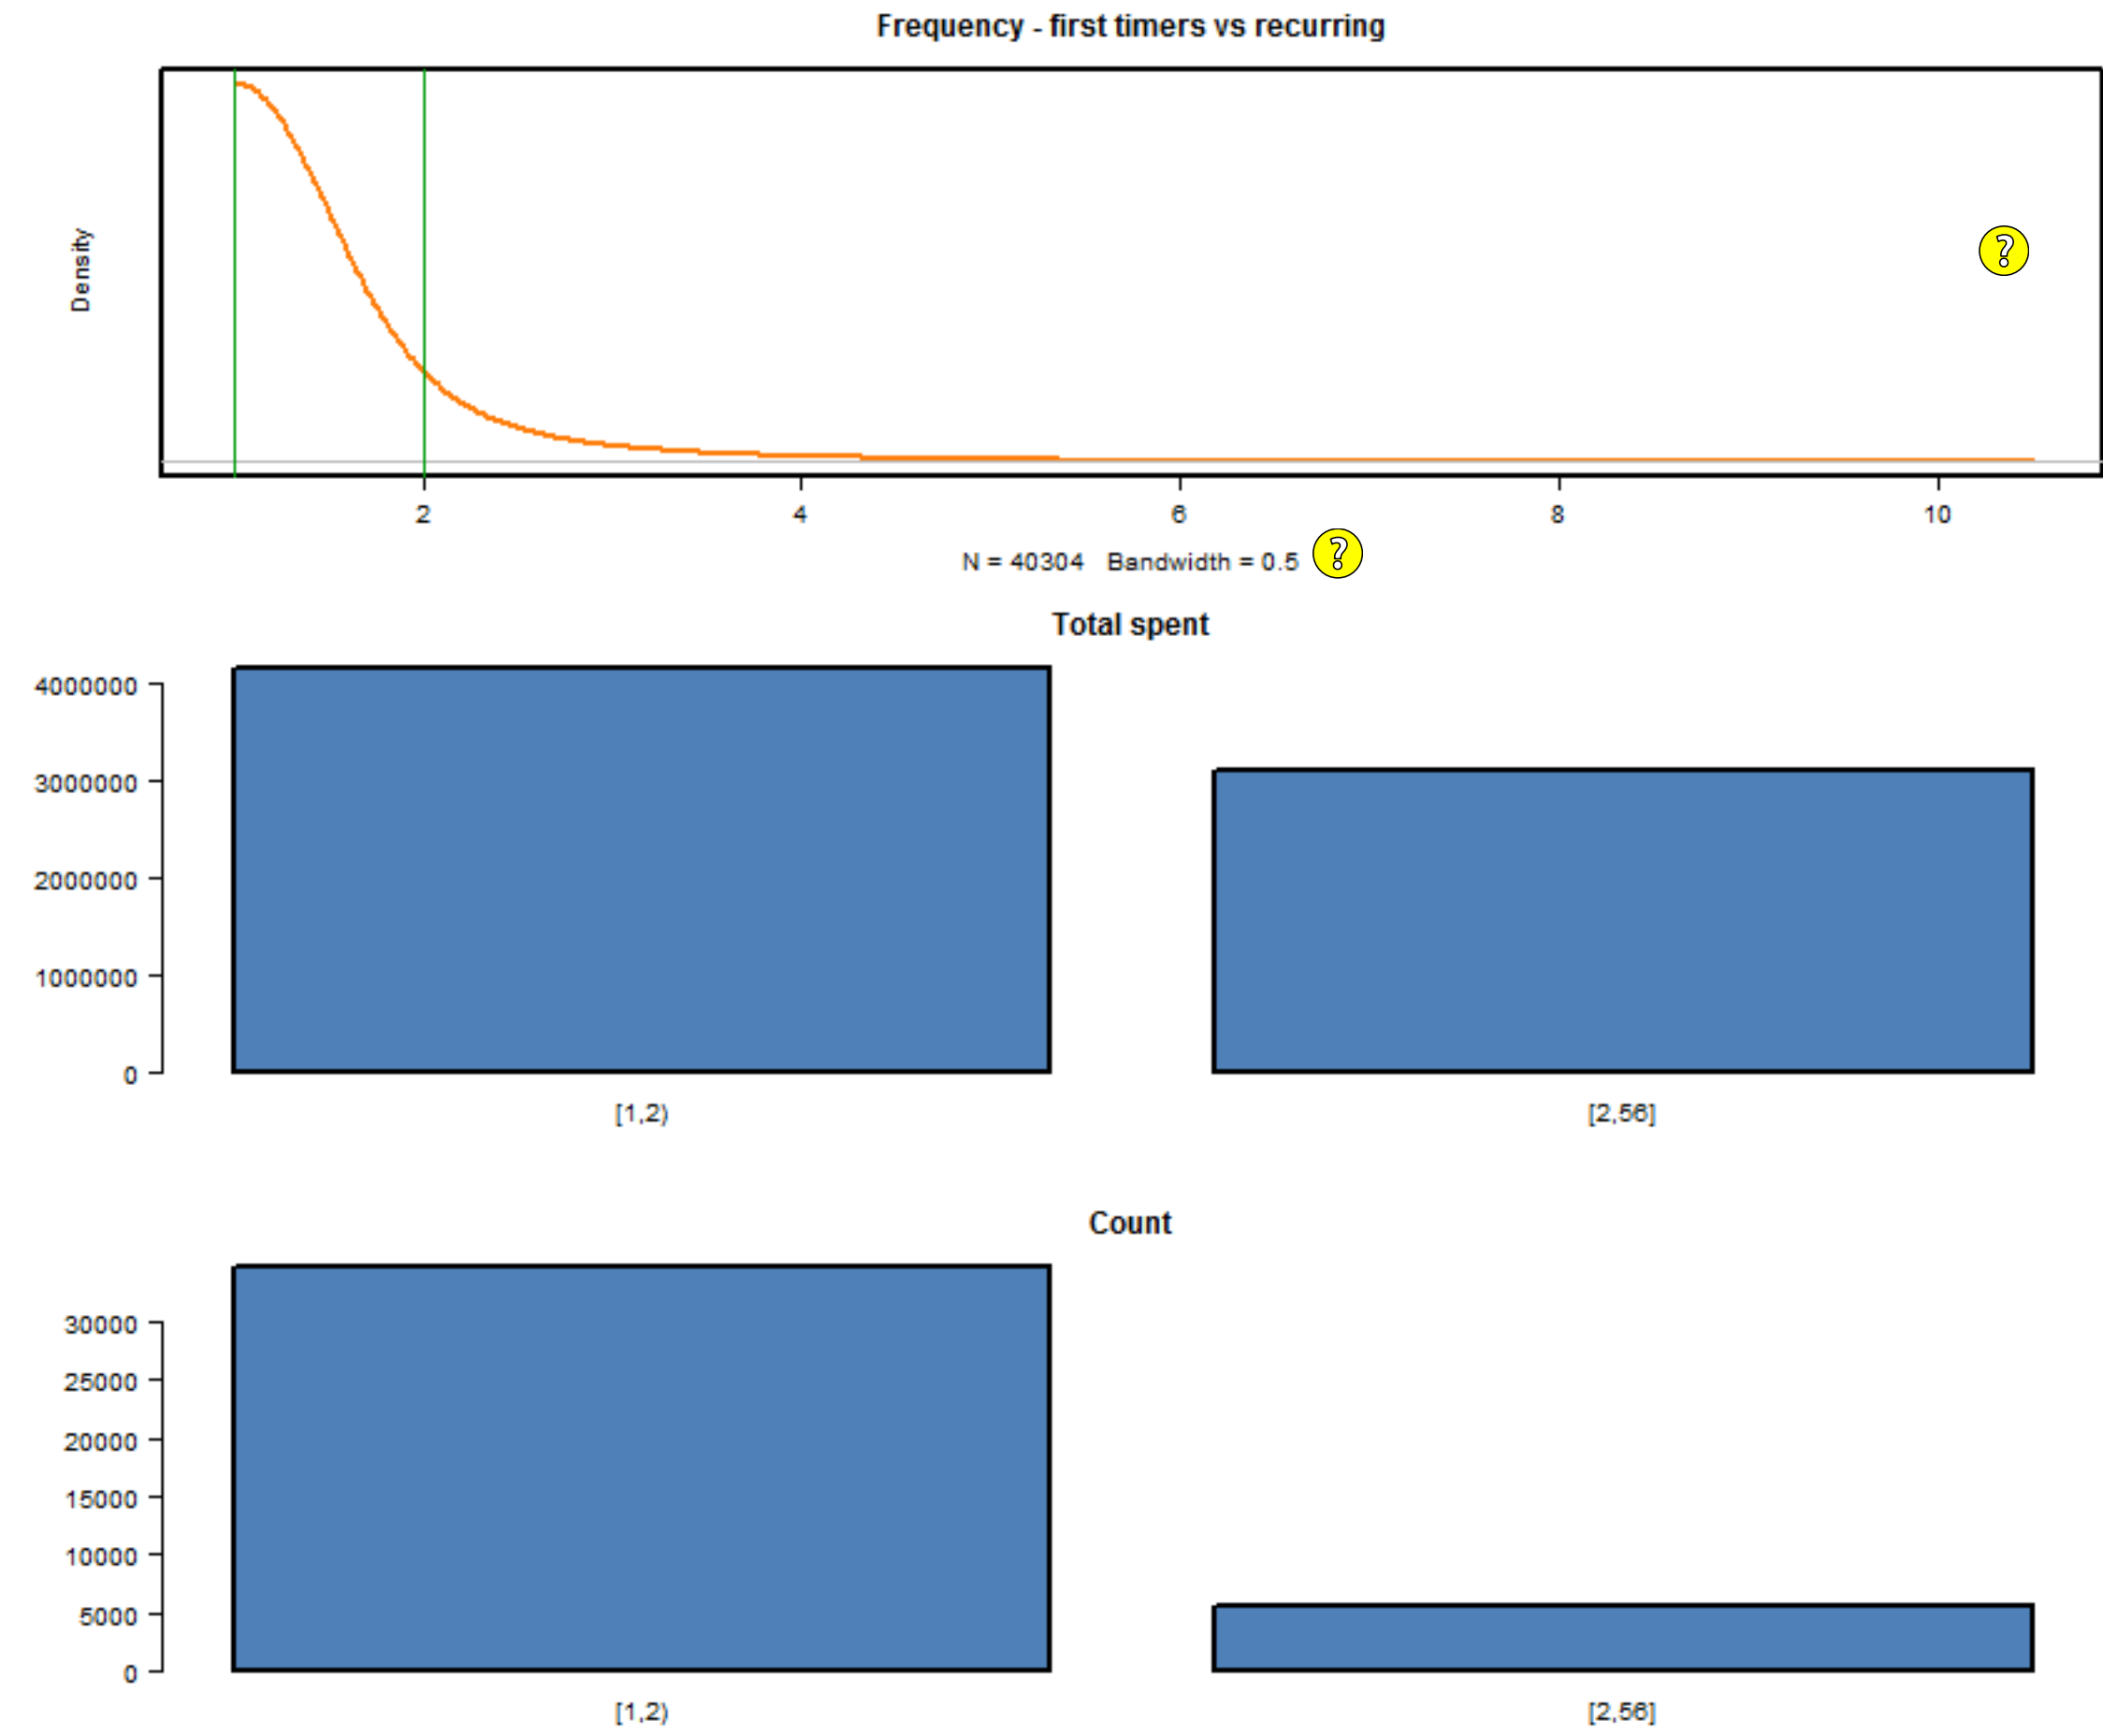 Frequency - first timers vs recurring
Density
?
2 4 6 8 10
N = 40304 Bandwidth = 0.5 ?
Total spent
4000000
3000000
2000000
1000000
0
[1,2) [2,56]
Count
30000
25000
20000
15000
10000
5000
0
[1,2) [2,56]